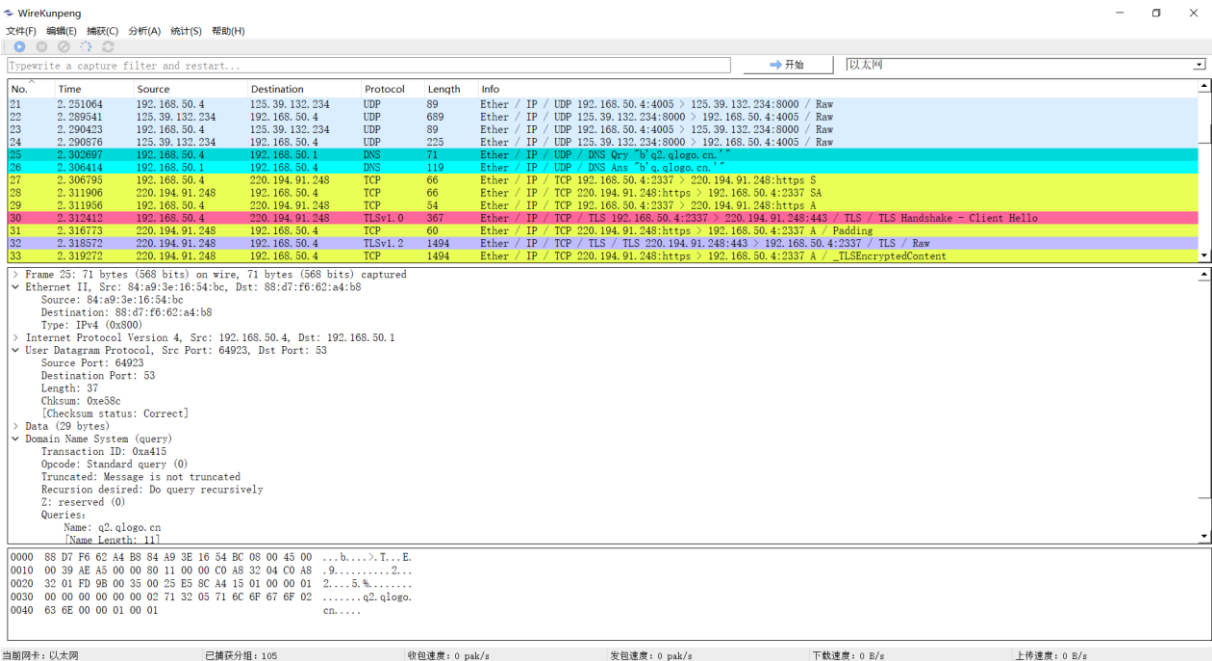 WireKunpeng
文件(F) 编辑(E) 捕获(C) 分析(A) 统计(S) 帮助(H)
Typewrite a capture filter and restart... 开始 以太网
No. Time Source Destination Protocol Length Info
21 2.251064 192.168.50.4 125.39.132.234 UDP 89 Ether / IP / UDP 192.168.50.4:4005 > 125.39.132.234:8000 / Raw
22 2.289541 125.39.132.234 192.168.50.4 UDP 689 Ether / IP / UDP 125.39.132.234:8000 > 192.168.50.4:4005 / Raw
23 2.290423 192.168.50.4 125.39.132.234 UDP 89 Ether / IP / UDP 192.168.50.4:4005 > 125.39.132.234:8000 / Raw
24 2.290876 125.39.132.234 192.168.50.4 UDP 225 Ether / IP / UDP 125.39.132.234:8000 > 192.168.50.4:4005 / Raw
25 2.302697 192.168.50.4 192.168.50.1 DNS 71 Ether / IP / UDP / DNS Qry "b'q2.qlogo.cn.'"
26 2.306414 192.168.50.1 192.168.50.4 DNS 119 Ether / IP / UDP / DNS Ans "b'q.qlogo.cn.'"
27 2.306795 192.168.50.4 220.194.91.248 TCP 66 Ether / IP / TCP 192.168.50.4:2337 > 220.194.91.248:https S
28 2.311906 220.194.91.248 192.168.50.4 TCP 66 Ether / IP / TCP 220.194.91.248:https > 192.168.50.4:2337 SA
29 2.311956 192.168.50.4 220.194.91.248 TCP 54 Ether / IP / TCP 192.168.50.4:2337 > 220.194.91.248:https A
30 2.312412 192.168.50.4 220.194.91.248 TLSv1.0 367 Ether / IP / TCP / TLS 192.168.50.4:2337 > 220.194.91.248:443 / TLS / TLS Handshake - Client Hello
31 2.316773 220.194.91.248 192.168.50.4 TCP 60 Ether / IP / TCP 220.194.91.248:https > 192.168.50.4:2337 A / Padding
32 2.318572 220.194.91.248 192.168.50.4 TLSv1.2 1494 Ether / IP / TCP / TLS / TLS 220.194.91.248:443 > 192.168.50.4:2337 / TLS / Raw
33 2.319272 220.194.91.248 192.168.50.4 TCP 1494 Ether / IP / TCP 220.194.91.248:https > 192.168.50.4:2337 A / _TLSEncryptedContent
> Frame 25: 71 bytes (568 bits) on wire, 71 bytes (568 bits) captured
Ethernet II, Src: 84:a9:3e:16:54:bc, Dst: 88:d7:f6:62:a4:b8
Source: 84:a9:3e:16:54:bc
Destination: 88:d7:f6:62:a4:b8
Type: IPv4 (0x800)
> Internet Protocol Version 4, Src: 192.168.50.4, Dst: 192.168.50.1
User Datagram Protocol, Src Port: 64923, Dst Port: 53
Source Port: 64923
Destination Port: 53
Length: 37
Chksum: 0xe58c
[Checksum status: Correct]
> Data (29 bytes)
Domain Name System (query)
Transaction ID: 0xa415
Opcode: Standard query (0)
Truncated: Message is not truncated
Recursion desired: Do query recursively
Z: reserved (0)
Queries:
Name: q2.qlogo.cn
[Name Length: 11]
0000 88 D7 F6 62 A4 B8 84 A9 3E 16 54 BC 08 00 45 00 ...b....>.T...E.
0010 00 39 AE A5 00 00 80 11 00 00 C0 A8 32 04 C0 A8 .9..........2...
0020 32 01 FD 9B 00 35 00 25 E5 8C A4 15 01 00 00 01 2....5.%........
0030 00 00 00 00 00 00 02 71 32 05 71 6C 6F 67 6F 02 .......q2.qlogo.
0040 63 6E 00 00 01 00 01 cn.....
当前网卡: 以太网 已捕获分组: 105 收包速度: 0 pak/s 发包速度: 0 pak/s 下载速度: 0 B/s 上传速度: 0 B/s